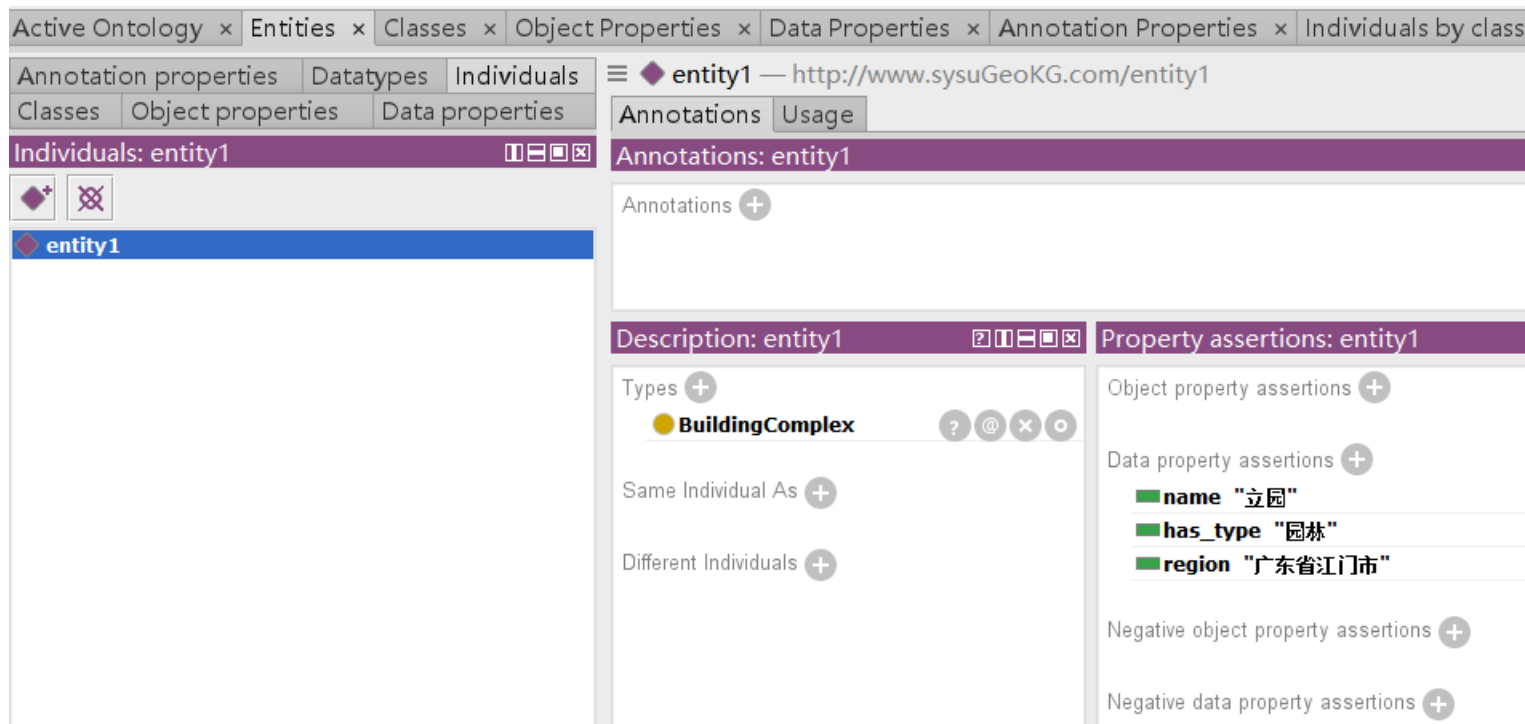 Active Ontology × Entities × Classes × Object Properties × Data Properties × Annotation Properties × Individuals by class
Annotation properties Datatypes Individuals
Classes Object properties Data properties
Individuals: entity1
entity1
entity1 — http://www.sysuGeoKG.com/entity1
Annotations Usage
Annotations: entity1
Annotations
Description: entity1
Types
BuildingComplex
Same Individual As
Different Individuals
Property assertions: entity1
Object property assertions
Data property assertions
name "立园"
has_type "园林"
region "广东省江门市"
Negative object property assertions
Negative data property assertions